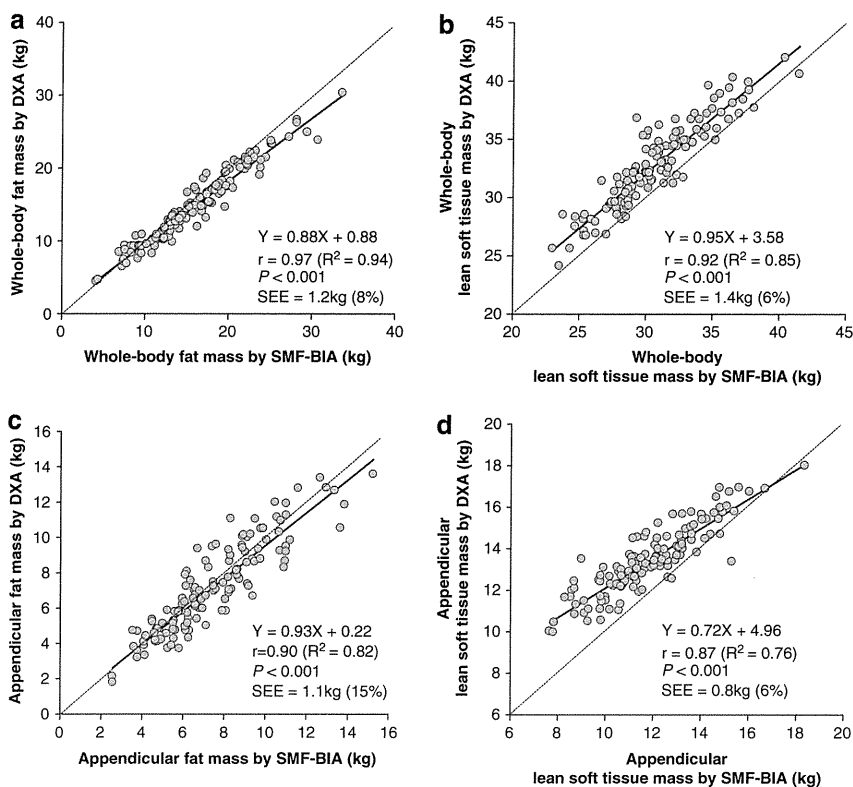 a
Whole-body fat mass by DXA (kg)
40
30
20
10
0
Y = 0.88X + 0.88
r = 0.97 (R² = 0.94)
P < 0.001
SEE = 1.2kg (8%)
0 10 20 30 40
Whole-body fat mass by SMF-BIA (kg)
b
Whole-body
lean soft tissue mass by DXA (kg)
45
40
35
30
25
20
Y = 0.95X + 3.58
r = 0.92 (R² = 0.85)
P < 0.001
SEE = 1.4kg (6%)
20 25 30 35 40 45
Whole-body
lean soft tissue mass by SMF-BIA (kg)
c
Appendicular fat mass by DXA (kg)
16
14
12
10
8
6
4
2
0
Y = 0.93X + 0.22
r=0.90 (R² = 0.82)
P < 0.001
SEE = 1.1kg (15%)
0 2 4 6 8 10 12 14 16
Appendicular fat mass by SMF-BIA (kg)
d
Appendicular
lean soft tissue mass by DXA (kg)
20
18
16
14
12
10
8
6
Y = 0.72X + 4.96
r = 0.87 (R² = 0.76)
P < 0.001
SEE = 0.8kg (6%)
6 8 10 12 14 16 18 20
Appendicular
lean soft tissue mass by SMF-BIA (kg)